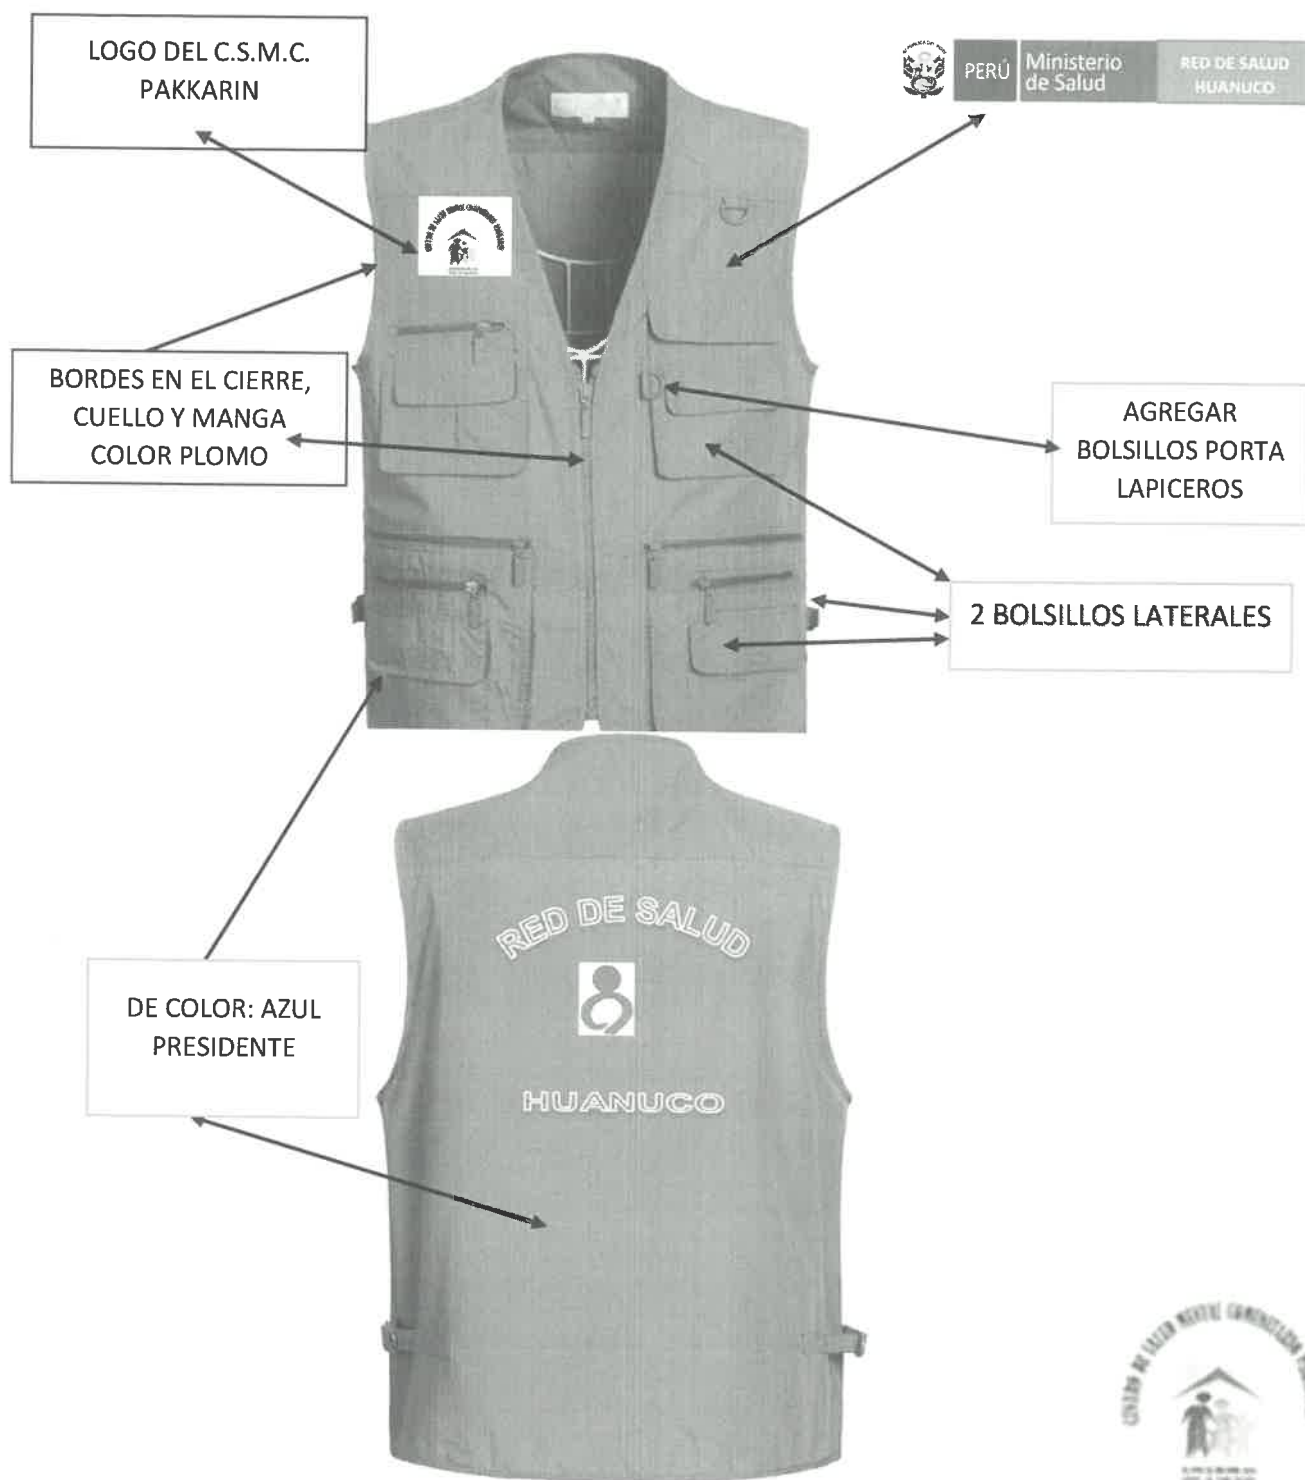 LOGO DEL C.S.M.C.
PAKKARIN
PERÚ
Ministerio
de Salud
RED DE SALUD
HUANUCO
BORDES EN EL CIERRE,
CUELLO Y MANGA
COLOR PLOMO
AGREGAR
BOLSILLOS PORTA
LAPICEROS
2 BOLSILLOS LATERALES
RED DE SALUD
HUANUCO
DE COLOR: AZUL
PRESIDENTE